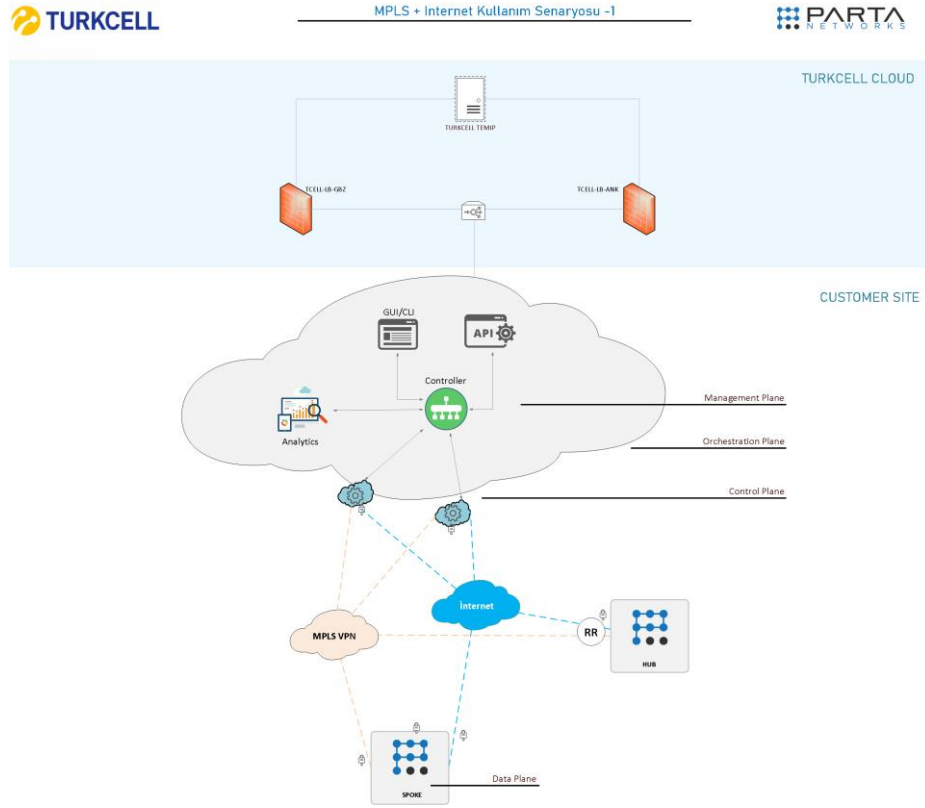 TURKCELL
MPLS + Internet Kullanım Senaryosu -1
PARTA
NETWORKS
TURKCELL CLOUD
TURKCELL TEMIP
TCELL-LB-GBZ
TCELL-LB-ANK
CUSTOMER SITE
GUI/CLI
API
Controller
Management Plane
Analytics
Orchestration Plane
Control Plane
İnternet
MPLS VPN
RR
HUB
Data Plane
SPOKE